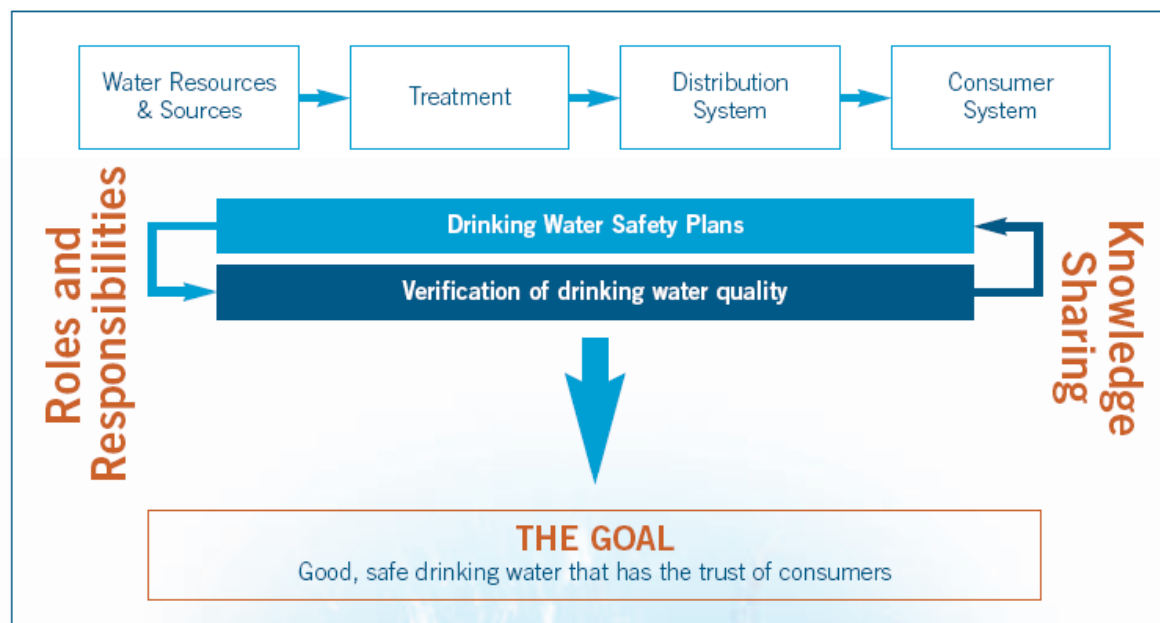 Water Resources
& Sources
Treatment
Distribution
System
Consumer
System
Roles and
Responsibilities
Drinking Water Safety Plans
Verification of drinking water quality
Knowledge
Sharing
THE GOAL
Good, safe drinking water that has the trust of consumers